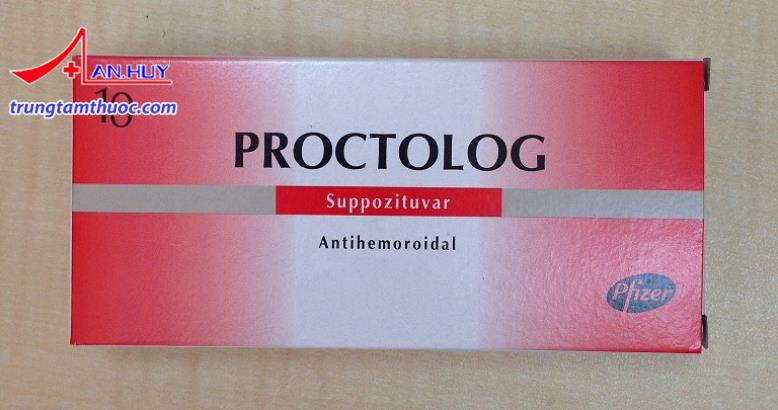 AN.HUY
trungtamthuoc.com
10
PROCTOLOG
Suppozituvar
Antihemoroidal
Pfizer